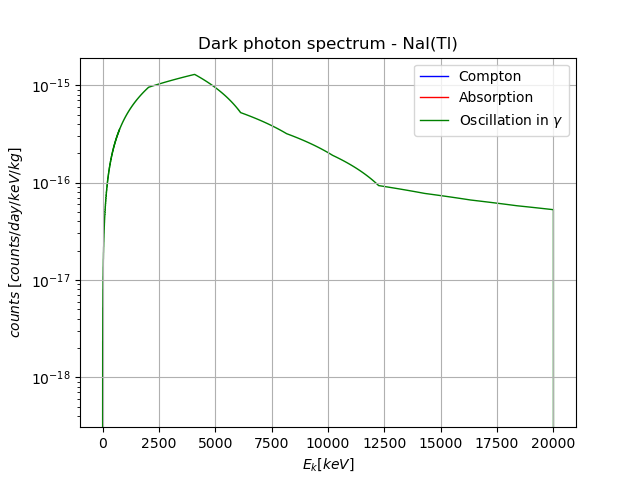 Dark photon spectrum - NaI(Tl)
Compton
Absorption
Oscillation in γ
counts [counts/day/keV/kg]
10⁻¹⁵
10⁻¹⁶
10⁻¹⁷
10⁻¹⁸
0 2500 5000 7500 10000 12500 15000 17500 20000
E_k[keV]